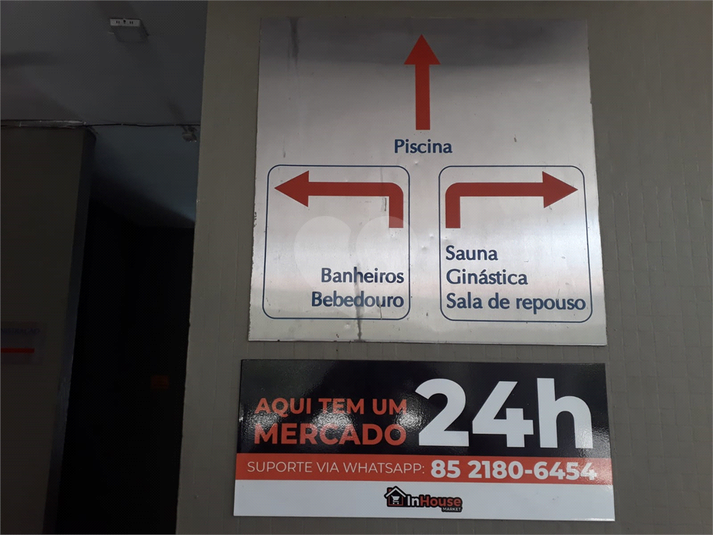 Piscina
Banheiros
Bebedouro
Sauna
Ginástica
Sala de repouso
AQUI TEM UM
MERCADO
24h
SUPORTE VIA WHATSAPP: 85 2180-6454
InHouse
MARKET